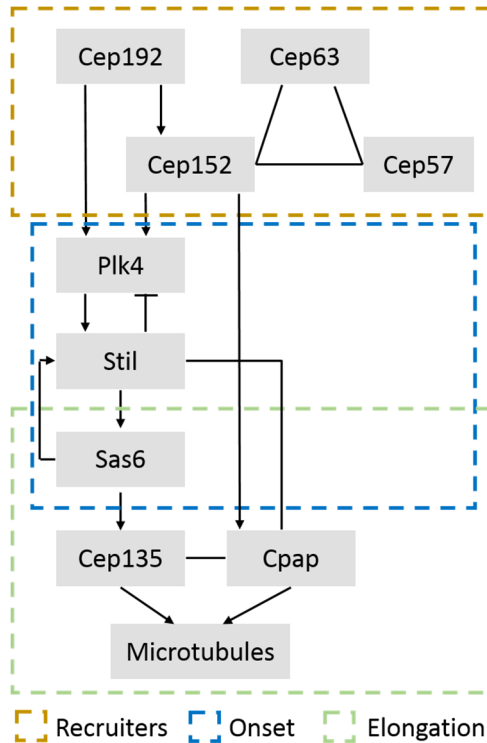 Cep192
Cep63
Cep152
Cep57
Plk4
Stil
Sas6
Cep135
Cpap
Microtubules
Recruiters
Onset
Elongation